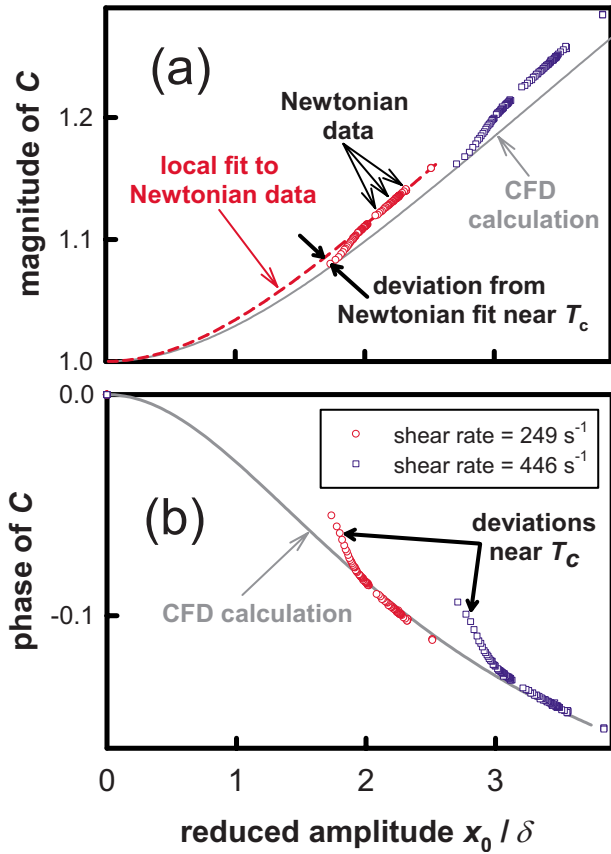 (a)
1.2
1.1
1.0
magnitude of C
Newtonian
data
local fit to
Newtonian data
CFD
calculation
deviation from
Newtonian fit near Tc
0.0
-0.1
phase of C
shear rate = 249 s-1
shear rate = 446 s-1
(b)
deviations
near TC
CFD calculation
0 1 2 3
reduced amplitude x0 / δ